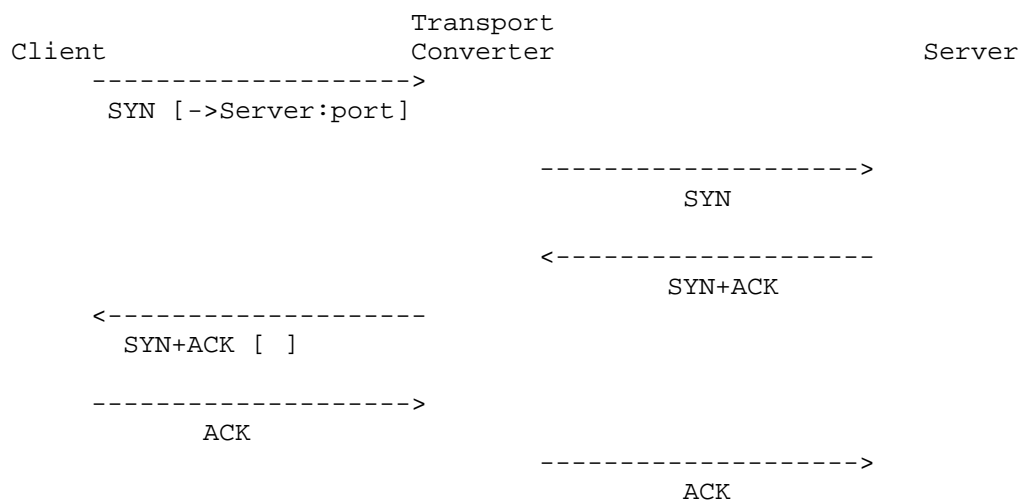 Transport
Client Converter Server
-------------------->
SYN [->Server:port]
-------------------->
SYN
<--------------------
SYN+ACK
<--------------------
SYN+ACK [ ]
-------------------->
ACK
-------------------->
ACK